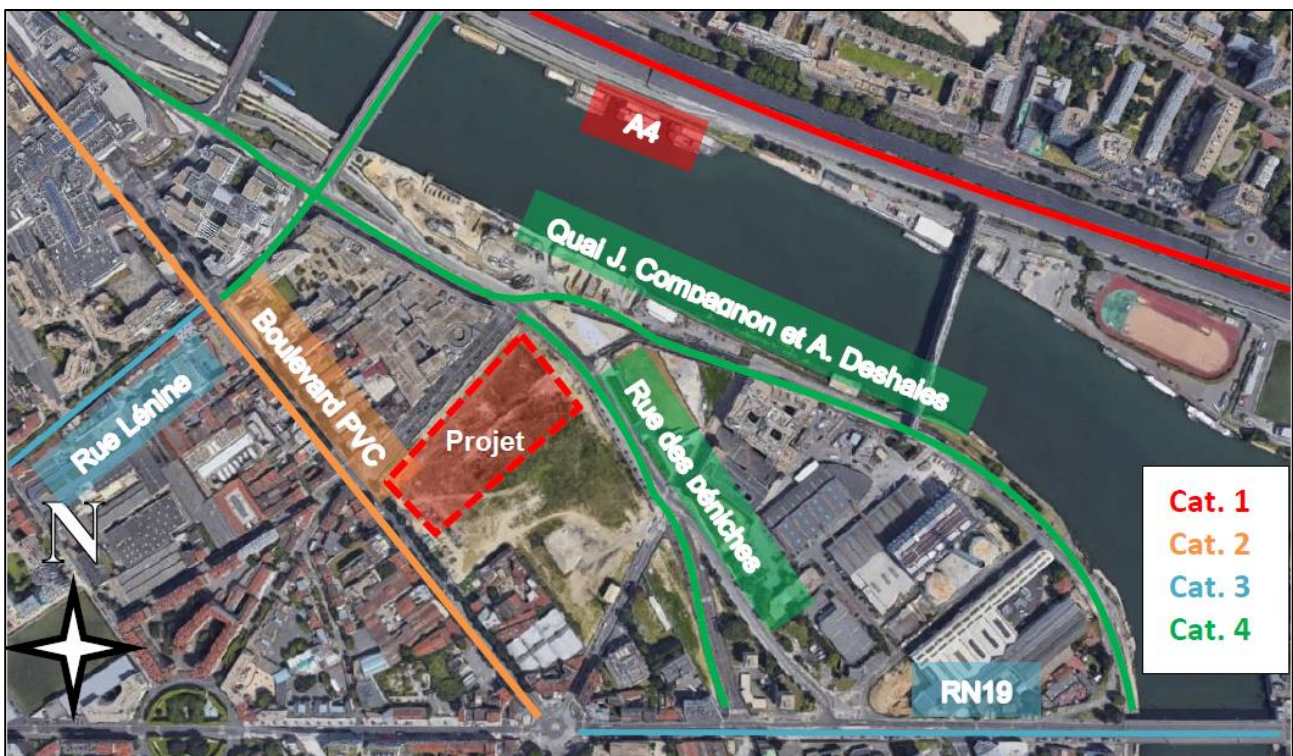 A4
Quai J. Compagnon et A. Deshaies
Boulevard PVC
Rue Lénine
Projet
Rue des péniches
N
Cat. 1
Cat. 2
Cat. 3
Cat. 4
RN19